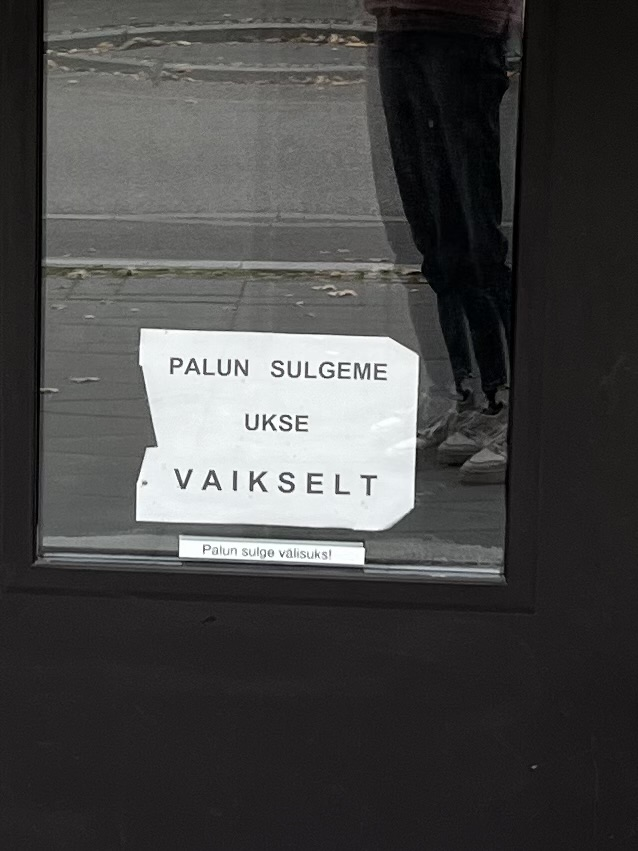 PALUN SULGEME
UKSE
VAIKSELT
Palun sulge välisuks!